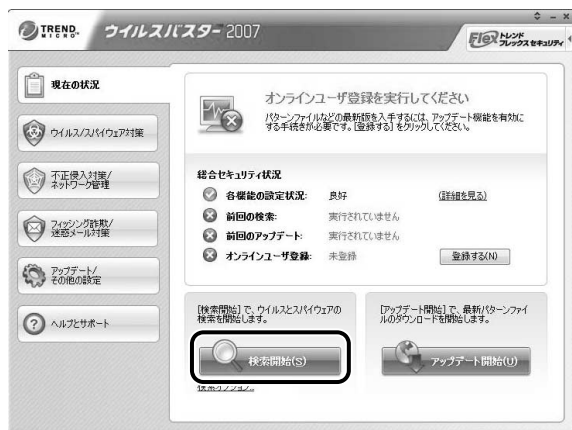 TREND MICRO ウイルスバスター 2007
Flex トレンド フレックス セキュリティ
現在の状況
ウイルス/スパイウェア対策
不正侵入対策/
ネットワーク管理
フィッシング詐欺/
迷惑メール対策
アップデート/
その他の設定
ヘルプとサポート
オンラインユーザ登録を実行してください
パターンファイルなどの最新版を入手するには、アップデート機能を有効に
する手続きが必要です。[登録する] をクリックしてください。
総合セキュリティ状況
各機能の設定状況: 良好 (詳細を見る)
前回の検索: 実行されていません
前回のアップデート: 実行されていません
オンラインユーザ登録: 未登録 登録する(N)
[検索開始] で、ウイルスとスパイウェアの
検索を開始します。
検索開始(S)
検索オプション...
[アップデート開始] で、最新パターンファイ
ルのダウンロードを開始します。
アップデート開始(U)